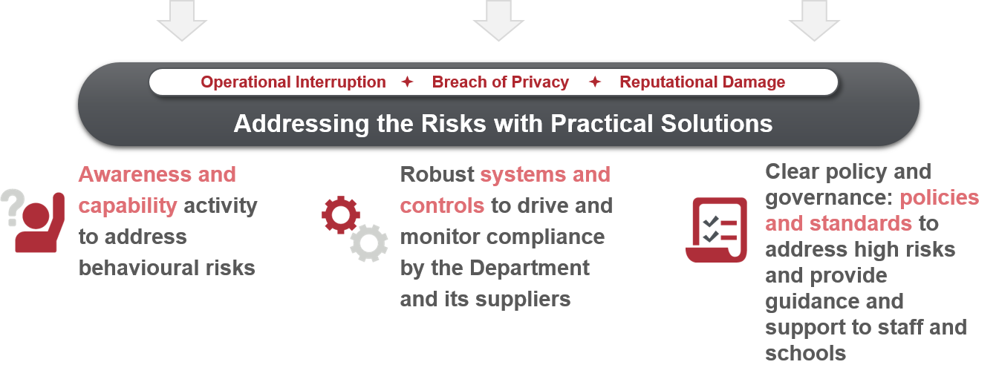 Operational Interruption ✦ Breach of Privacy ✦ Reputational Damage
Addressing the Risks with Practical Solutions
Awareness and
capability activity
to address
behavioural risks
Robust systems and
controls to drive and
monitor compliance
by the Department
and its suppliers
Clear policy and
governance: policies
and standards to
address high risks
and provide
guidance and
support to staff and
schools